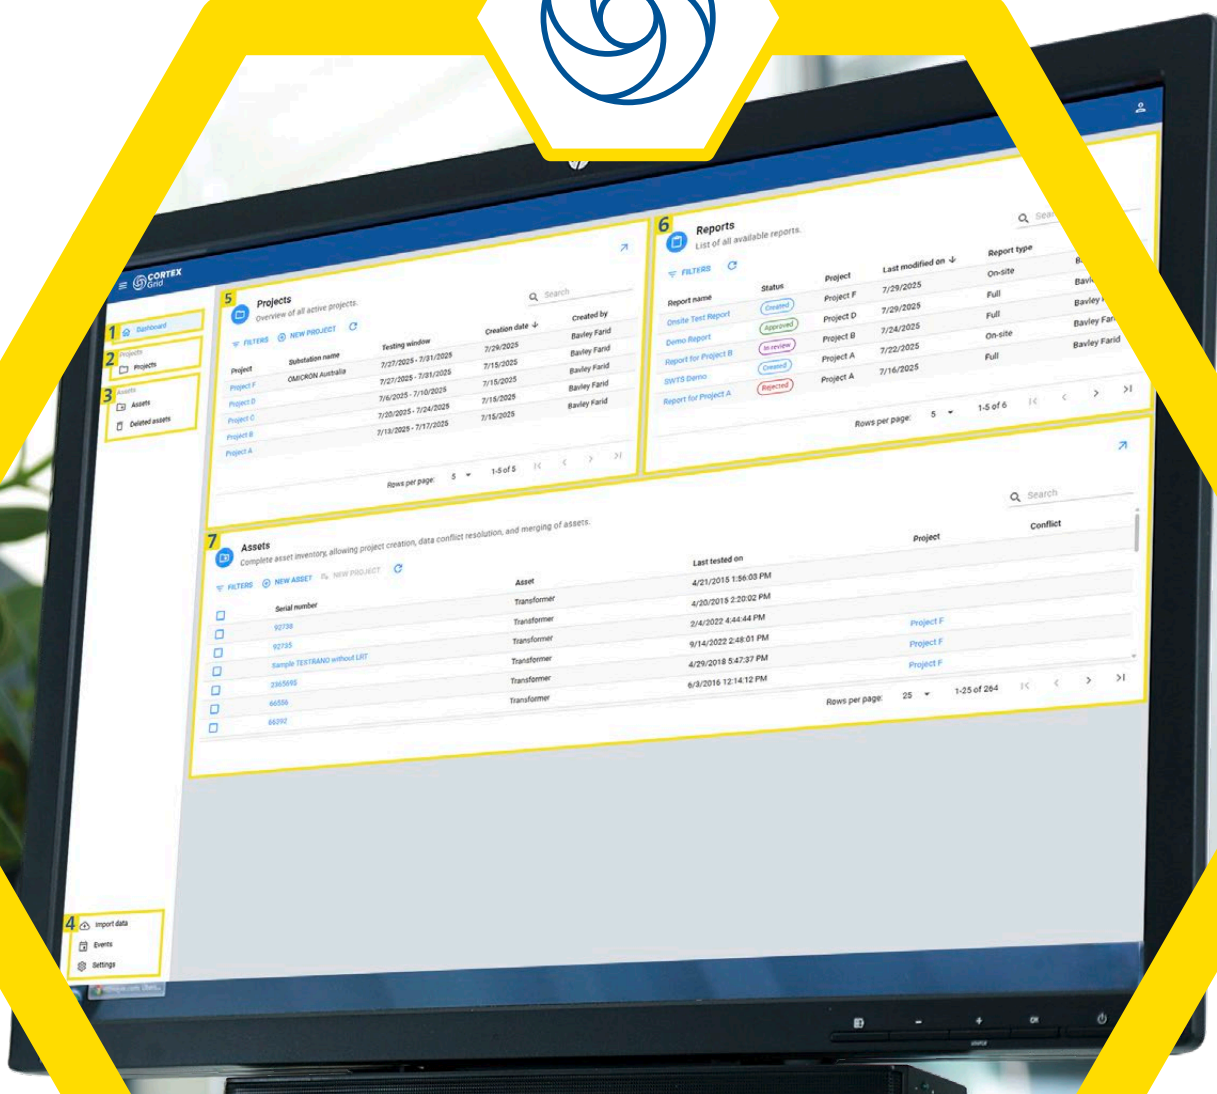 CORTEX
Grid
1
Dashboard
2
Projects
Projects
3
Assets
Assets
Deleted assets
4
Import data
Events
Settings
5
Projects
Overview of all active projects.
Search
FILTERS NEW PROJECT
Project Substation name Testing window Creation date Created by
Project F OMICRON Australia 7/27/2025 - 7/31/2025 7/29/2025 Bavley Farid
Project D 7/27/2025 - 7/31/2025 7/15/2025 Bavley Farid
Project C 7/6/2025 - 7/10/2025 7/15/2025 Bavley Farid
Project B 7/20/2025 - 7/24/2025 7/15/2025 Bavley Farid
Project A 7/13/2025 - 7/17/2025 7/15/2025 Bavley Farid
Rows per page: 5 1-5 of 5
6
Reports
List of all available reports.
FILTERS
Report name Status Project Last modified on Report type
Onsite Test Report Created Project F 7/29/2025 On-site
Demo Report Approved Project D 7/29/2025 Full
Report for Project B In review Project B 7/24/2025 Full
SWTS Demo Created Project A 7/22/2025 On-site
Report for Project A Rejected Project A 7/16/2025 Full Bavley Farid
Rows per page: 5 1-5 of 6
7
Assets
Complete asset inventory, allowing project creation, data conflict resolution, and merging of assets.
Search
FILTERS NEW ASSET NEW PROJECT
Serial number Asset Last tested on Project Conflict
92738 Transformer 4/21/2015 1:56:03 PM
92735 Transformer 4/20/2015 2:20:02 PM
Sample TESTRANO without LRT Transformer 2/4/2022 4:44:44 PM Project F
2365695 Transformer 9/14/2022 2:48:01 PM Project F
66556 Transformer 4/29/2018 5:47:37 PM Project F
66392 Transformer 6/3/2016 12:14:12 PM
Rows per page: 25 1-25 of 264
OK